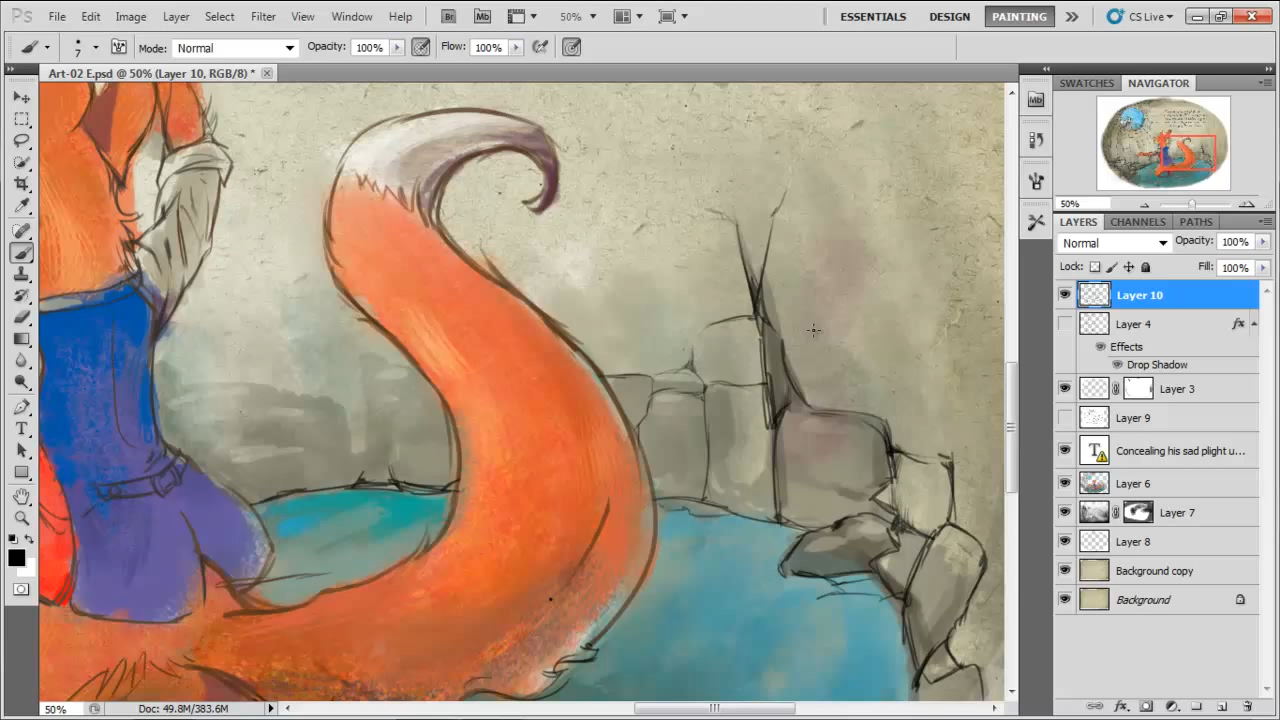 Ps File Edit Image Layer Select Filter View Window Help Br Mb 50% ESSENTIALS DESIGN PAINTING CS Live
7 Mode: Normal Opacity: 100% Flow: 100%
Art-02 E.psd @ 50% (Layer 10, RGB/8) *
SWATCHES NAVIGATOR
Mb
50%
LAYERS CHANNELS PATHS
Normal Opacity: 100%
Lock: Fill: 100%
Layer 10
Layer 4 fx
Effects
Drop Shadow
Layer 3
Layer 9
T Concealing his sad plight u...
Layer 6
Layer 7
Layer 8
Background copy
Background
50% Doc: 49.8M/383.6M